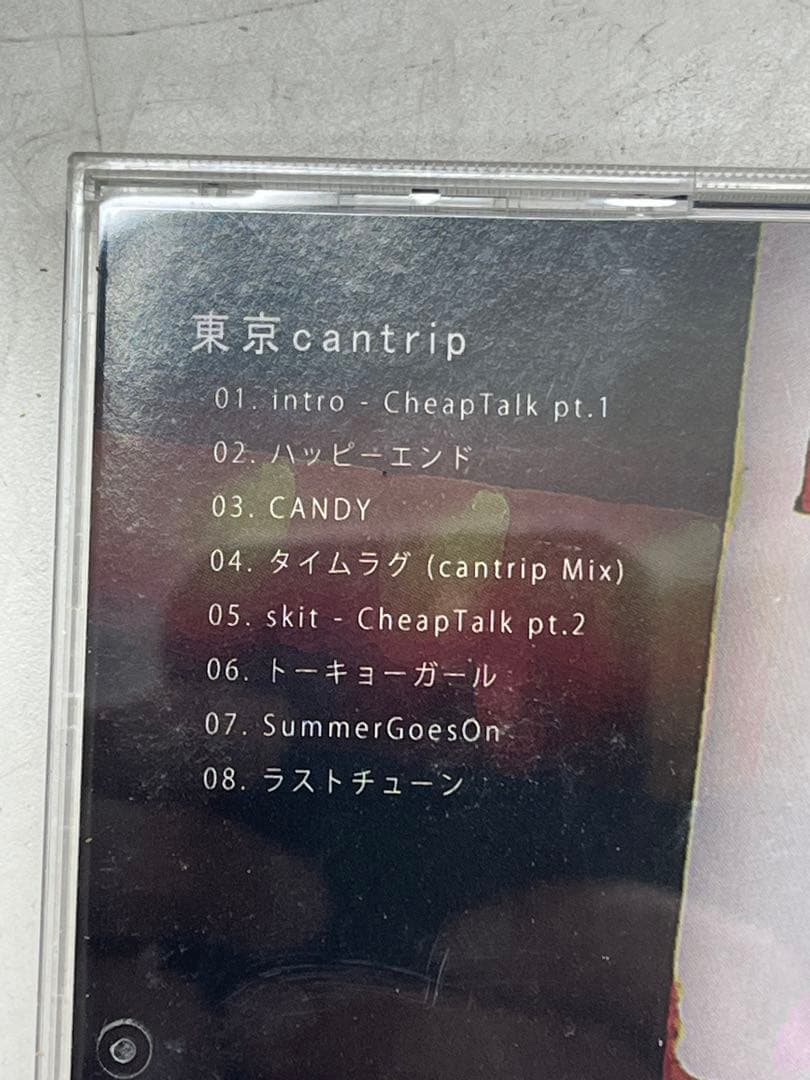 東京cantrip
01. intro - CheapTalk pt.1
02. ハッピーエンド
03. CANDY
04. タイムラグ (cantrip Mix)
05. skit - CheapTalk pt.2
06. トーキョーガール
07. SummerGoesOn
08. ラストチューン